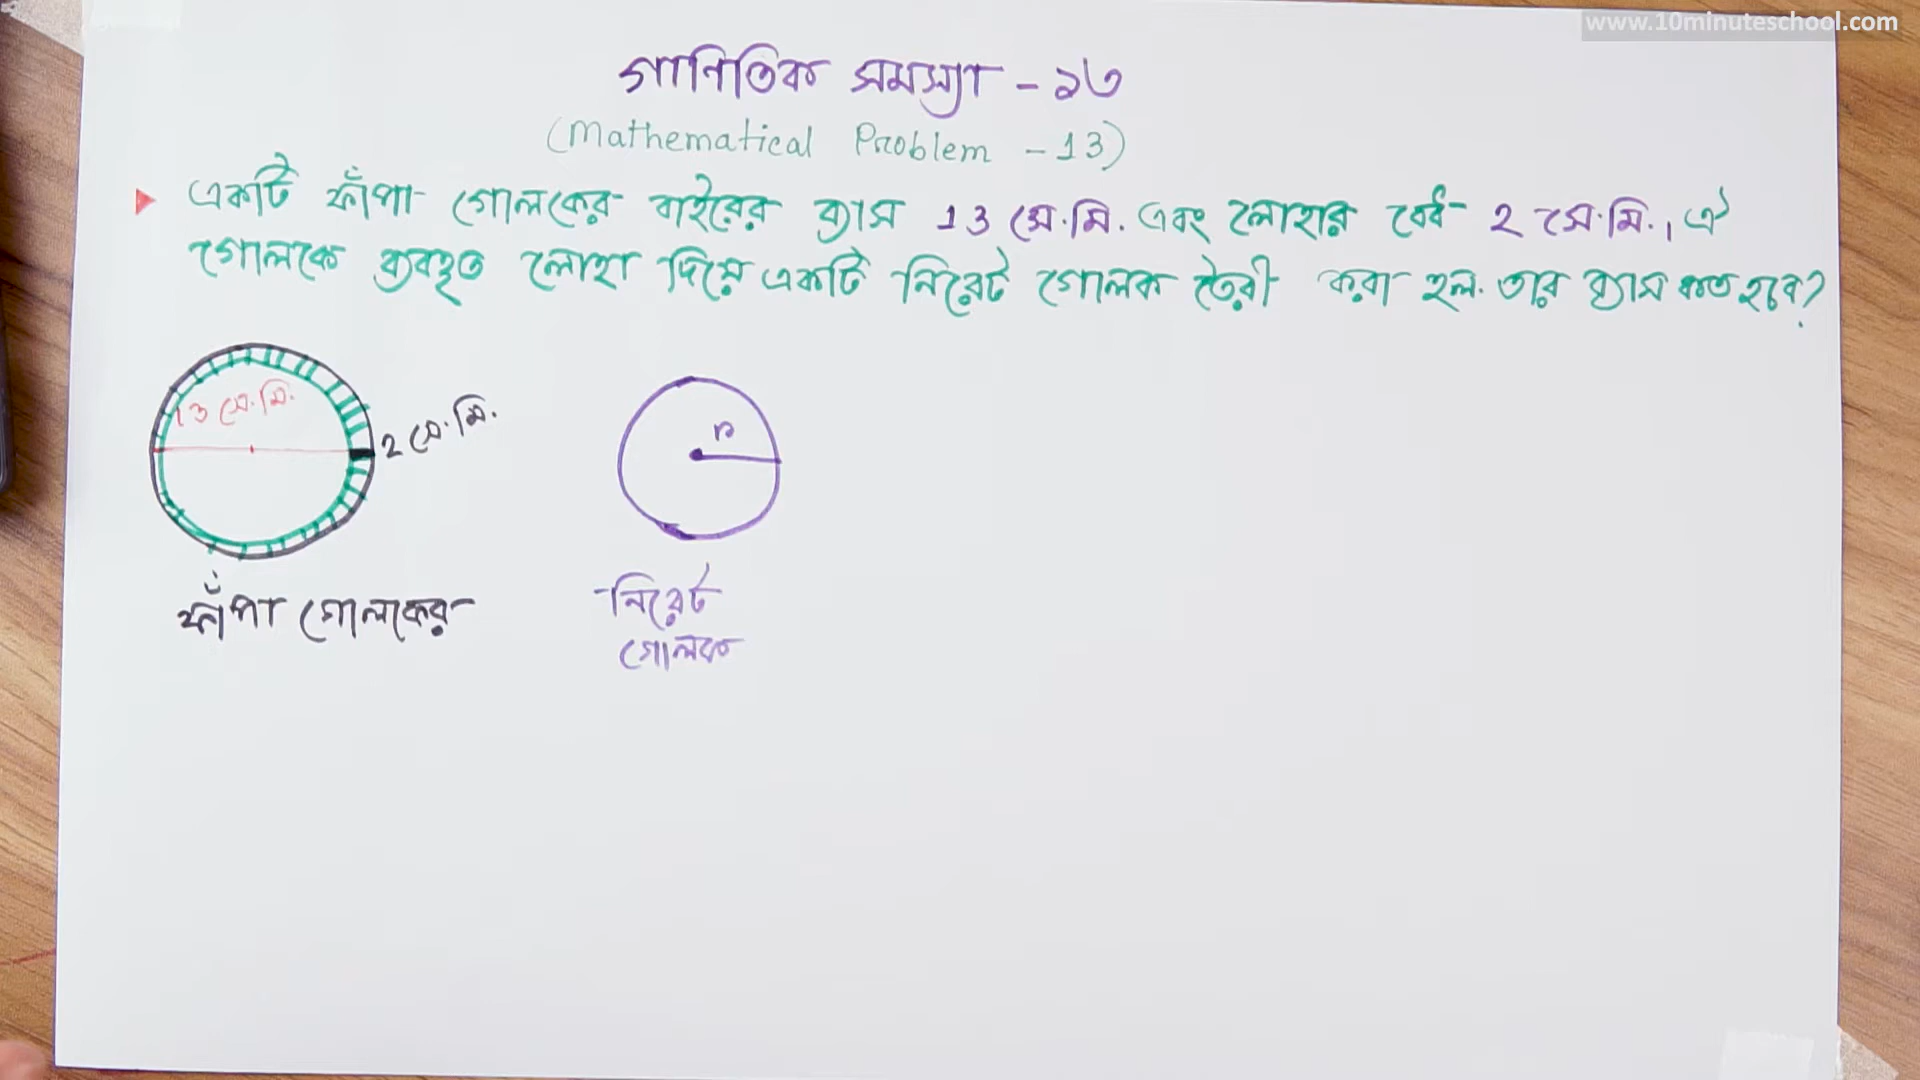 www.10minuteschool.com
গাণিতিক সমস্যা - ১৩
(Mathematical Problem - 13)
একটি ফাঁপা গোলকের বাইরের ব্যাস 13 সে.মি. এবং লোহার বেধ 2 সে.মি., ঐ
গোলকে ব্যবহৃত লোহা দিয়ে একটি নিরেট গোলক তৈরী করা হল. তার ব্যাস কত হবে?
13 সে.মি.
2 সে.মি.
r
ফাঁপা গোলকের
নিরেট
গোলক